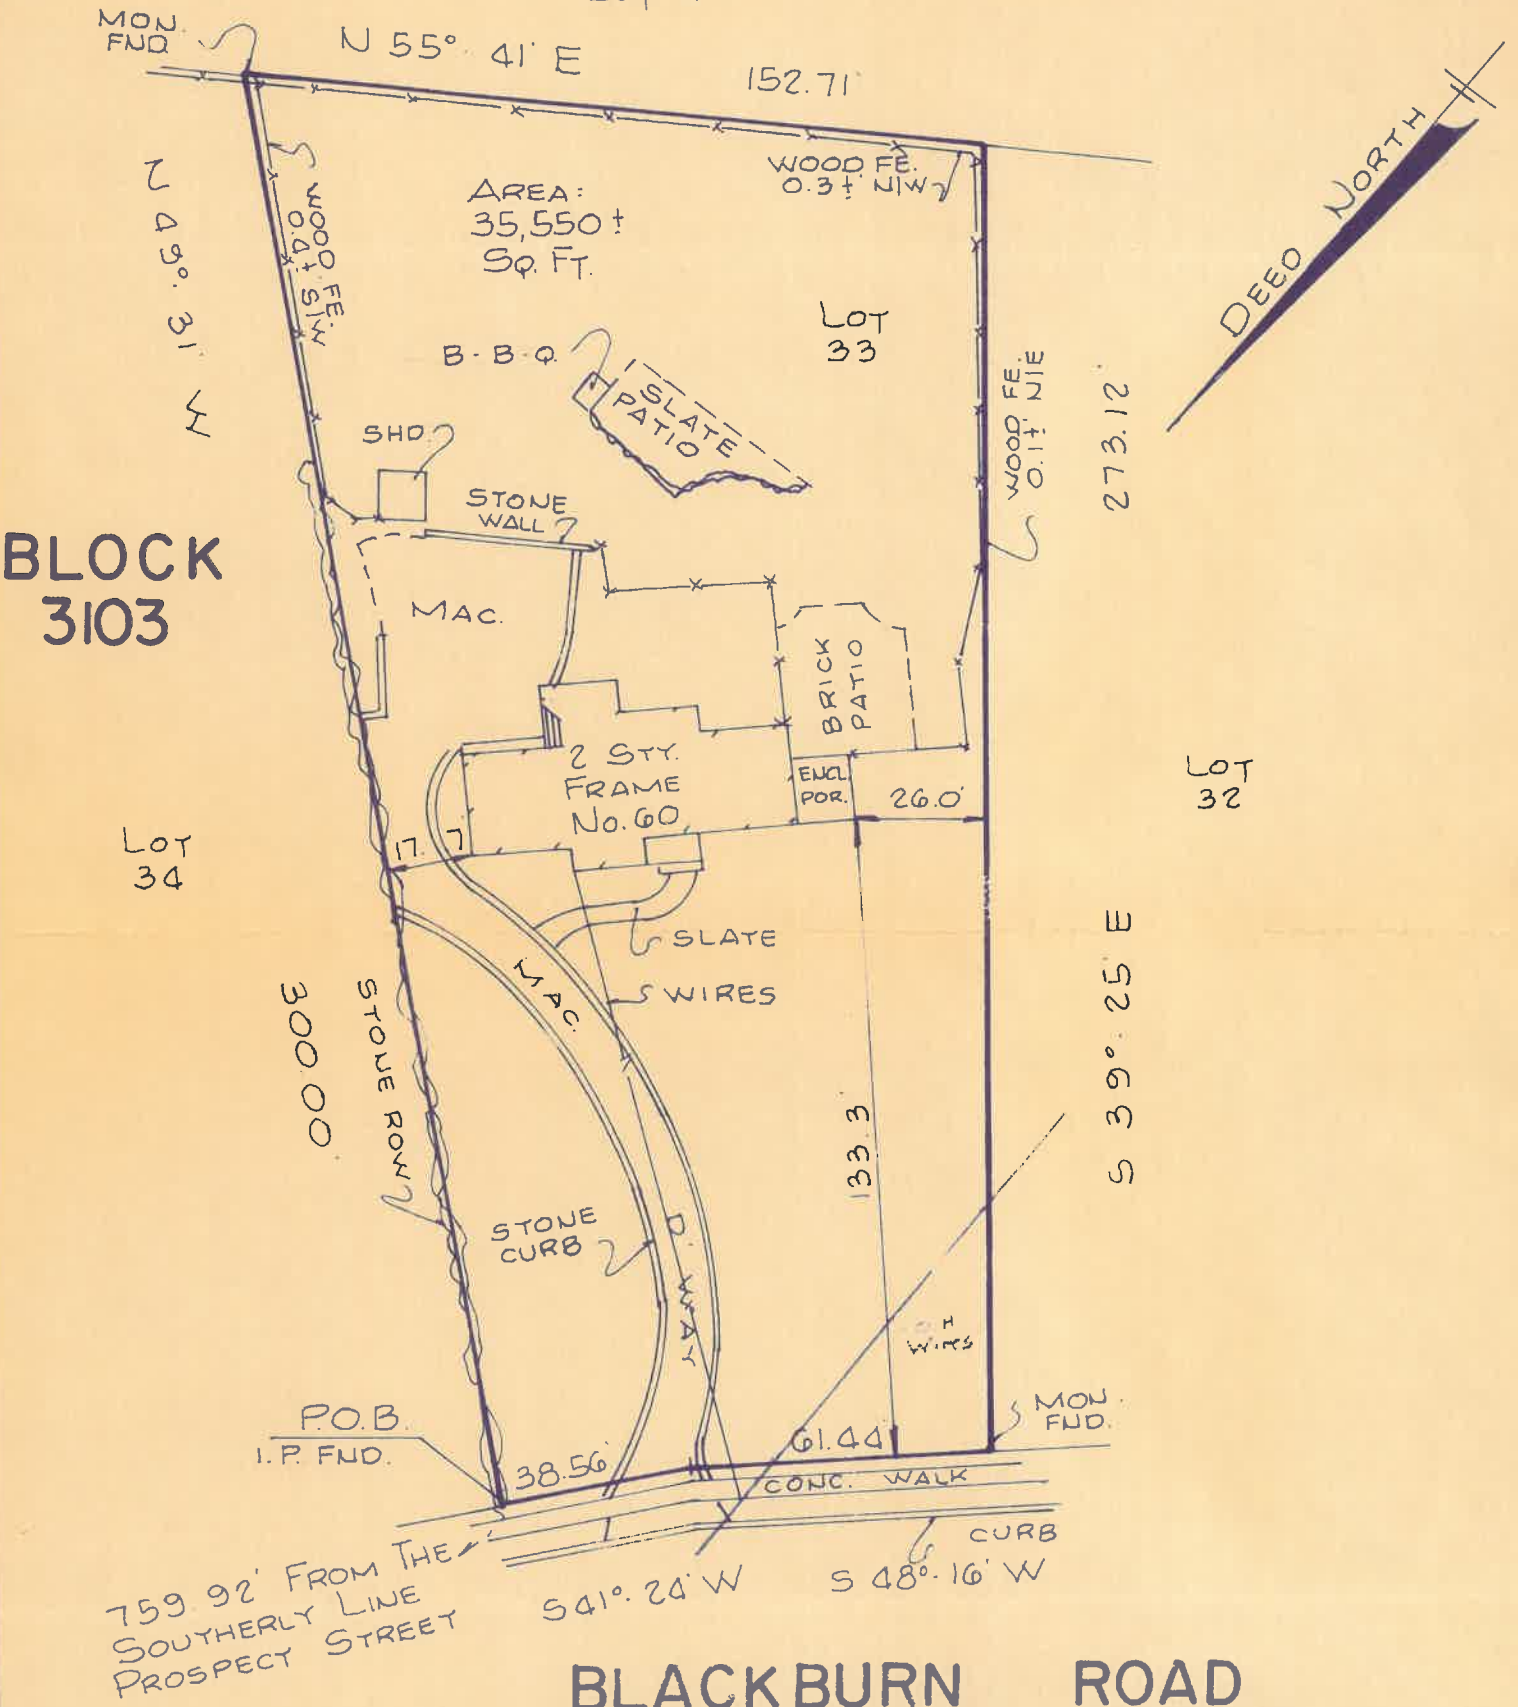 MON.
FND.
N 55°. 41' E
152.71'
N 49°. 31' W
WOOD FE.
0.4± S/W
AREA:
35,550 ±
SQ. FT.
WOOD FE.
0.3± N/W
DEED NORTH
LOT
33
B-B-Q.
SLATE
PATIO
WOOD FE.
0.1± N/E
273.12'
SHD.
STONE
WALL
BLOCK
3103
MAC.
BRICK
PATIO
2 STY.
FRAME
No. 60
ENCL.
POR.
26.0'
LOT
32
LOT
34
17.7
SLATE
MAC.
WIRES
300.00
STONE ROW
S 39°. 25' E
133.3'
STONE
CURB
D'WAY
H
Wires
P.O.B.
I.P. FND.
MON.
FND.
38.56'
61.44'
CONC. WALK
CURB
759.92' FROM THE
SOUTHERLY LINE
PROSPECT STREET
S 41°. 24' W
S 48°. 16' W
BLACKBURN ROAD